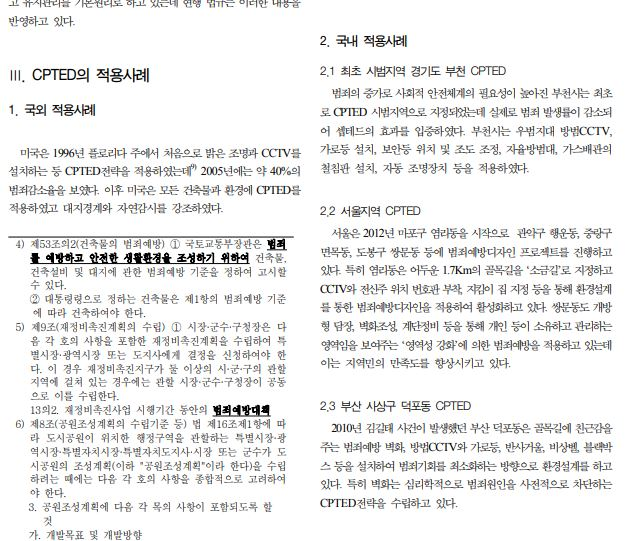 고 유지관리를 기본원리로 하고 있는데 현행 법규는 이러한 내용을
반영하고 있다.
Ⅲ. CPTED의 적용사례
1. 국외 적용사례
미국은 1996년 플로리다 주에서 처음으로 밝은 조명과 CCTV를
설치하는 등 CPTED전략을 적용하였는데9) 2005년에는 약 40%의
범죄감소율을 보였다. 이후 미국은 모든 건축물과 환경에 CPTED를
적용하였고 대지경계와 자연감시를 강조하였다.
4) 제53조의2(건축물의 범죄예방) ① 국토교통부장관은 범죄
를 예방하고 안전한 생활환경을 조성하기 위하여 건축물,
건축설비 및 대지에 관한 범죄예방 기준을 정하여 고시할
수 있다.
② 대통령령으로 정하는 건축물은 제1항의 범죄예방 기준
에 따라 건축하여야 한다.
5) 제9조(재정비촉진계획의 수립) ① 시장·군수·구청장은 다
음 각 호의 사항을 포함한 재정비촉진계획을 수립하여 특
별시장·광역시장 또는 도지사에게 결정을 신청하여야 한
다. 이 경우 재정비촉진지구가 둘 이상의 시·군·구의 관할
지역에 걸쳐 있는 경우에는 관할 시장·군수·구청장이 공동
으로 이를 수립한다.
13의2. 재정비촉진사업 시행기간 동안의 범죄예방대책
6) 제8조(공원조성계획의 수립기준 등) 법 제16조제1항에 따
라 도시공원이 위치한 행정구역을 관할하는 특별시장·광
역시장·특별자치시장·특별자치도지사·시장 또는 군수가 도
시공원의 조성계획(이하 "공원조성계획"이라 한다)을 수립
하려는 때에는 다음 각 호의 사항을 종합적으로 고려하여
야 한다.
3. 공원조성계획에 다음 각 목의 사항이 포함되도록 할
것
가. 개발목표 및 개발방향
2. 국내 적용사례
2.1 최초 시범지역 경기도 부천 CPTED
범죄의 증가로 사회적 안전체계의 필요성이 높아진 부천시는 최초
로 CPTED 시범지역으로 지정되었는데 실제로 범죄 발생률이 감소되
어 셉테드의 효과를 입증하였다. 부천시는 우범지대 방범CCTV,
가로등 설치, 보안등 위치 및 조도 조정, 자율방범대, 가스배관의
철침판 설치, 자동 조명장치 등을 적용하였다.
2.2 서울지역 CPTED
서울은 2012년 마포구 염리동을 시작으로 관악구 행운동, 중랑구
면목동, 도봉구 쌍문동 등에 범죄예방디자인 프로젝트를 진행하고
있다. 특히 염리동은 어두운 1.7Km의 골목길을 '소금길'로 지정하고
CCTV와 전산주 위치 번호판 부착, 지킴이 집 지정 등을 통해 환경설계
를 통한 범죄예방디자인을 적용하여 활성화하고 있다. 쌍문동도 개방
형 담장, 벽화조성, 계단정비 등을 통해 개인 등이 소유하고 관리하는
영역임을 보여주는 '영역성 강화'에 의한 범죄예방을 적용하고 있는데
이는 지역민의 만족도를 향상시키고 있다.
2.3 부산 사상구 덕포동 CPTED
2010년 김길태 사건이 발생했던 부산 덕포동은 골목길에 친근감을
주는 범죄예방 벽화, 방범CCTV와 가로등, 반사거울, 비상벨, 블랙박
스 등을 설치하여 범죄기회를 최소화하는 방향으로 환경설계를 하고
있다. 특히 벽화는 심리학적으로 범죄원인을 사전적으로 차단하는
CPTED전략을 수립하고 있다.